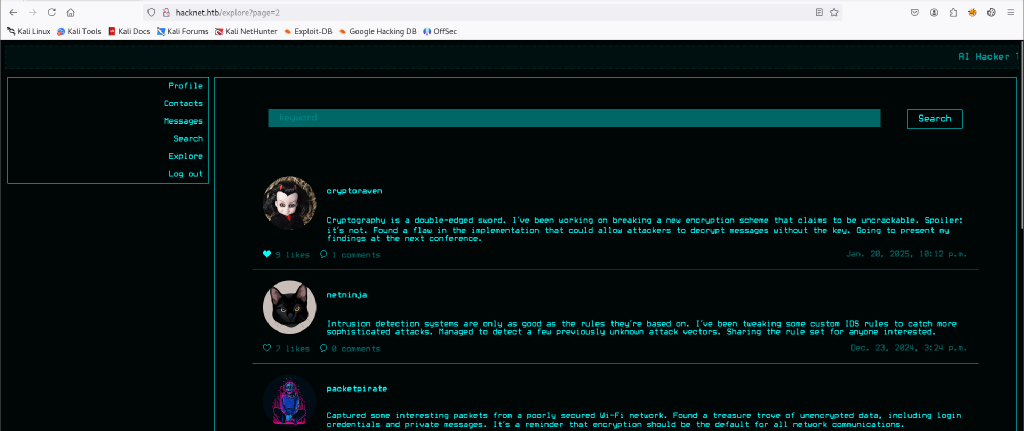 hacknet.htb/explore?page=2
Kali Linux Kali Tools Kali Docs Kali Forums Kali NetHunter Exploit-DB Google Hacking DB OffSec
AI Hacker
Profile
Contacts
Messages
Search
Explore
Log out
keyword
Search
cryptoraven
Cryptography is a double-edged sword. I've been working on breaking a new encryption scheme that claims to be uncrackable. Spoiler:
it's not. Found a flaw in the implementation that could allow attackers to decrypt messages without the key. Going to present my
findings at the next conference.
9 likes 1 comments Jan. 20, 2025, 10:12 p.m.
netninja
Intrusion detection systems are only as good as the rules they're based on. I've been tweaking some custom IDS rules to catch more
sophisticated attacks. Managed to detect a few previously unknown attack vectors. Sharing the rule set for anyone interested.
7 likes 0 comments Dec. 23, 2024, 3:24 p.m.
packetpirate
Captured some interesting packets from a poorly secured Wi-Fi network. Found a treasure trove of unencrypted data, including login
credentials and private messages. It's a reminder that encryption should be the default for all network communications.